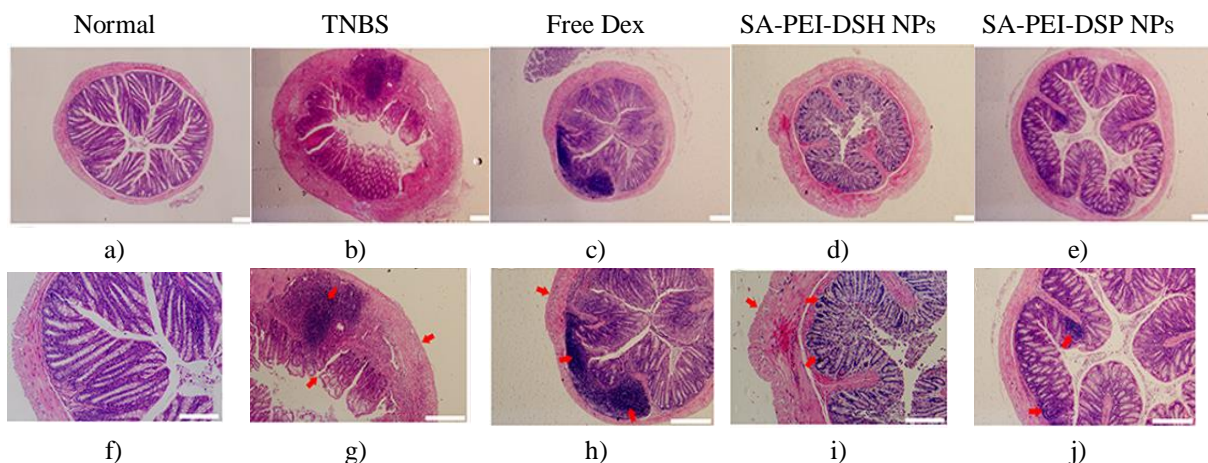 Normal TNBS Free Dex SA-PEI-DSH NPs SA-PEI-DSP NPs
a) b) c) d) e)
f) g) h) i) j)